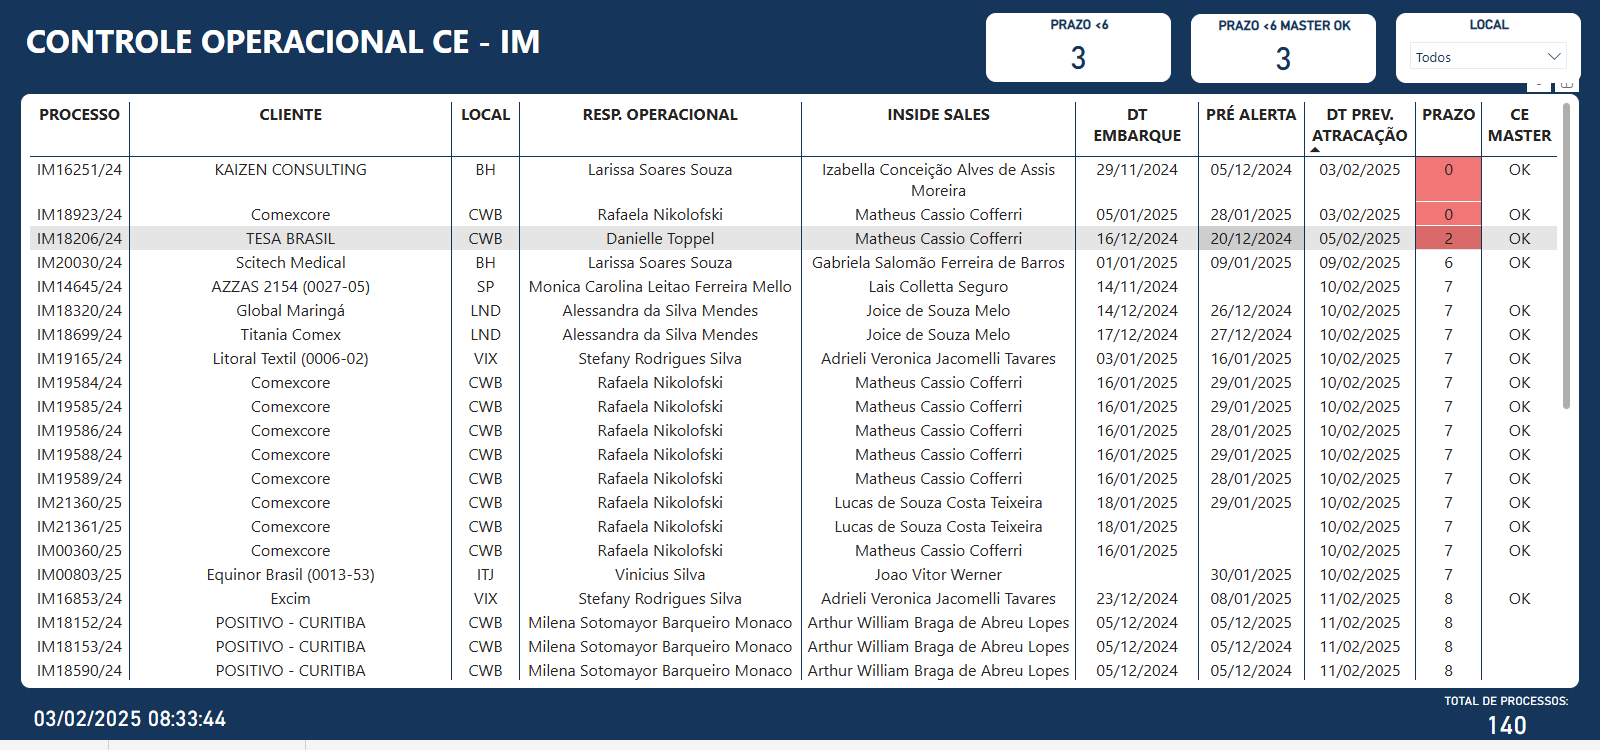 CONTROLE OPERACIONAL CE - IM
PRAZO <6
3
PRAZO <6 MASTER OK
3
LOCAL
Todos
PROCESSO CLIENTE LOCAL RESP. OPERACIONAL INSIDE SALES DT EMBARQUE PRÉ ALERTA DT PREV. ATRACAÇÃO PRAZO CE MASTER
IM16251/24 KAIZEN CONSULTING BH Larissa Soares Souza Izabella Conceição Alves de Assis Moreira 29/11/2024 05/12/2024 03/02/2025 0 OK
IM18923/24 Comexcore CWB Rafaela Nikolofski Matheus Cassio Cofferri 05/01/2025 28/01/2025 03/02/2025 0 OK
IM18206/24 TESA BRASIL CWB Danielle Toppel Matheus Cassio Cofferri 16/12/2024 20/12/2024 05/02/2025 2 OK
IM20030/24 Scitech Medical BH Larissa Soares Souza Gabriela Salomão Ferreira de Barros 01/01/2025 09/01/2025 09/02/2025 6 OK
IM14645/24 AZZAS 2154 (0027-05) SP Monica Carolina Leitao Ferreira Mello Lais Colletta Seguro 14/11/2024 10/02/2025 7
IM18320/24 Global Maringá LND Alessandra da Silva Mendes Joice de Souza Melo 14/12/2024 26/12/2024 10/02/2025 7 OK
IM18699/24 Titania Comex LND Alessandra da Silva Mendes Joice de Souza Melo 17/12/2024 27/12/2024 10/02/2025 7 OK
IM19165/24 Litoral Textil (0006-02) VIX Stefany Rodrigues Silva Adrieli Veronica Jacomelli Tavares 03/01/2025 16/01/2025 10/02/2025 7 OK
IM19584/24 Comexcore CWB Rafaela Nikolofski Matheus Cassio Cofferri 16/01/2025 29/01/2025 10/02/2025 7 OK
IM19585/24 Comexcore CWB Rafaela Nikolofski Matheus Cassio Cofferri 16/01/2025 29/01/2025 10/02/2025 7 OK
IM19586/24 Comexcore CWB Rafaela Nikolofski Matheus Cassio Cofferri 16/01/2025 28/01/2025 10/02/2025 7 OK
IM19588/24 Comexcore CWB Rafaela Nikolofski Matheus Cassio Cofferri 16/01/2025 29/01/2025 10/02/2025 7 OK
IM19589/24 Comexcore CWB Rafaela Nikolofski Matheus Cassio Cofferri 16/01/2025 28/01/2025 10/02/2025 7 OK
IM21360/25 Comexcore CWB Rafaela Nikolofski Lucas de Souza Costa Teixeira 18/01/2025 29/01/2025 10/02/2025 7 OK
IM21361/25 Comexcore CWB Rafaela Nikolofski Lucas de Souza Costa Teixeira 18/01/2025 10/02/2025 7 OK
IM00360/25 Comexcore CWB Rafaela Nikolofski Matheus Cassio Cofferri 16/01/2025 10/02/2025 7 OK
IM00803/25 Equinor Brasil (0013-53) ITJ Vinicius Silva Joao Vitor Werner 30/01/2025 10/02/2025 7
IM16853/24 Excim VIX Stefany Rodrigues Silva Adrieli Veronica Jacomelli Tavares 23/12/2024 08/01/2025 11/02/2025 8 OK
IM18152/24 POSITIVO - CURITIBA CWB Milena Sotomayor Barqueiro Monaco Arthur William Braga de Abreu Lopes 05/12/2024 05/12/2025 11/02/2025 8
IM18153/24 POSITIVO - CURITIBA CWB Milena Sotomayor Barqueiro Monaco Arthur William Braga de Abreu Lopes 05/12/2024 05/12/2024 11/02/2025 8
IM18590/24 POSITIVO - CURITIBA CWB Milena Sotomayor Barqueiro Monaco Arthur William Braga de Abreu Lopes 05/12/2024 05/12/2024 11/02/2025 8
03/02/2025 08:33:44
TOTAL DE PROCESSOS:
140